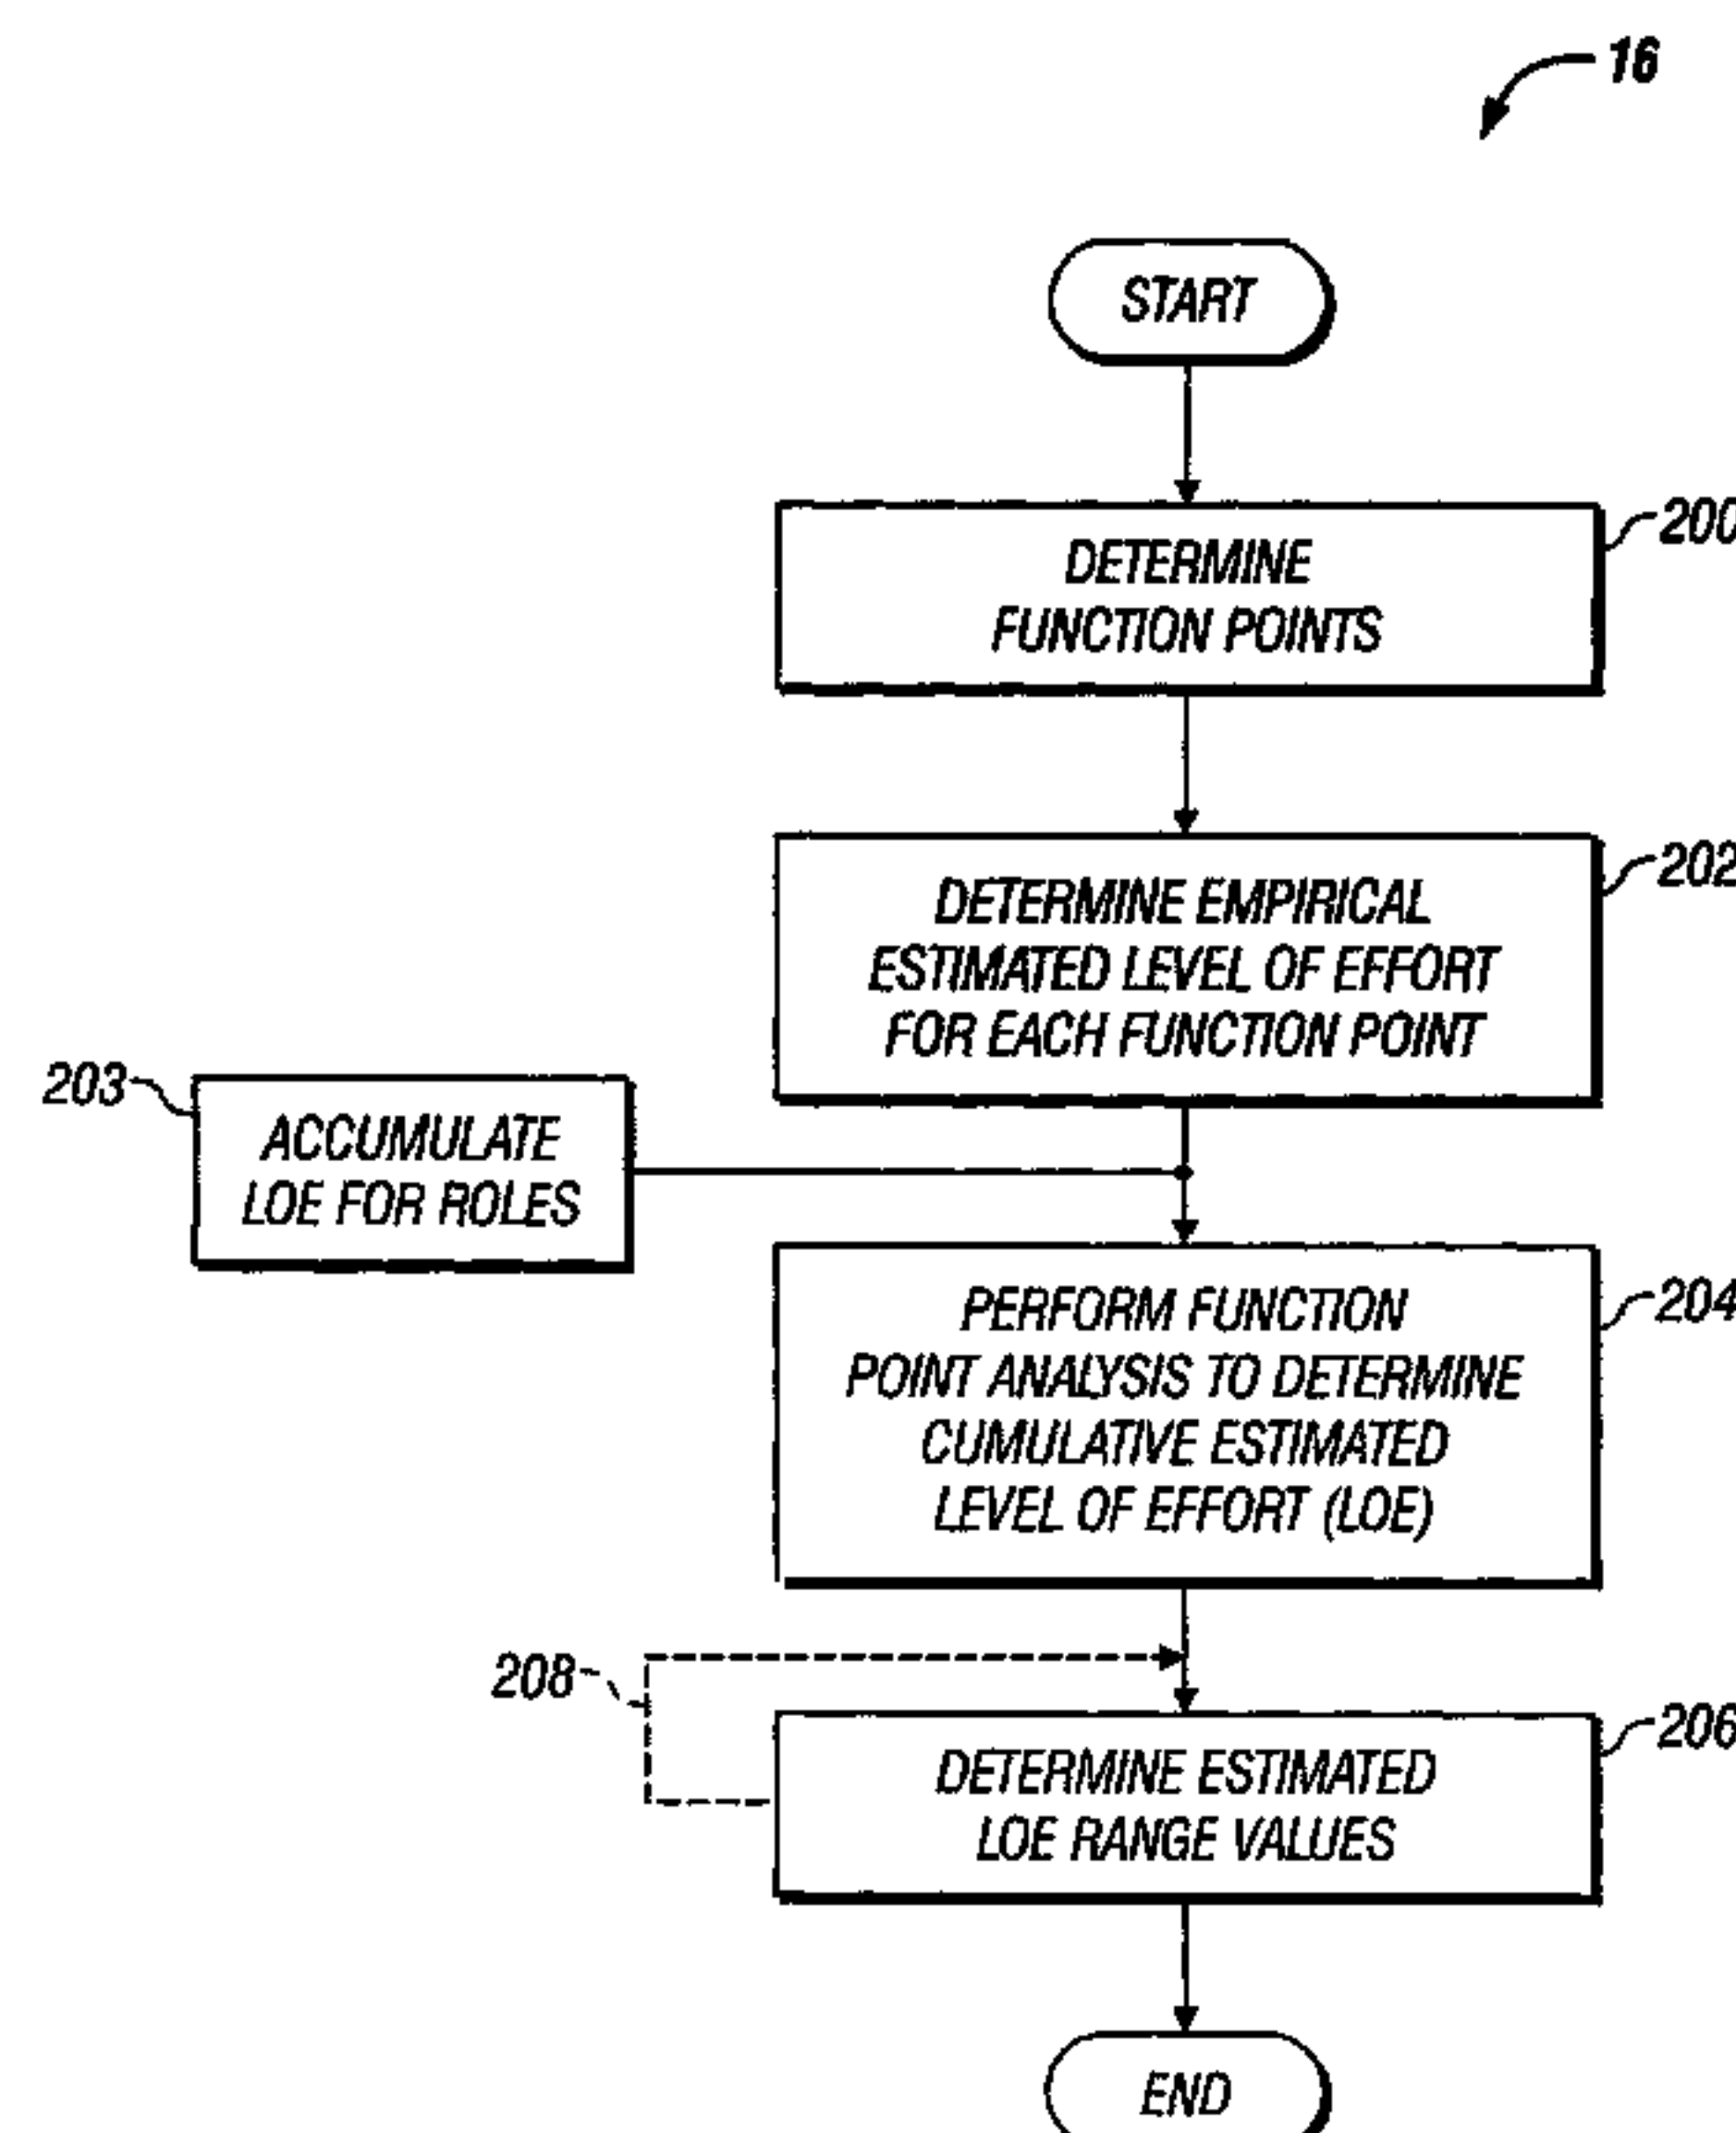 16
START
DETERMINE
FUNCTION POINTS
200
DETERMINE EMPIRICAL
ESTIMATED LEVEL OF EFFORT
FOR EACH FUNCTION POINT
202
203
ACCUMULATE
LOE FOR ROLES
PERFORM FUNCTION
POINT ANALYSIS TO DETERMINE
CUMULATIVE ESTIMATED
LEVEL OF EFFORT (LOE)
204
208
DETERMINE ESTIMATED
LOE RANGE VALUES
206
END